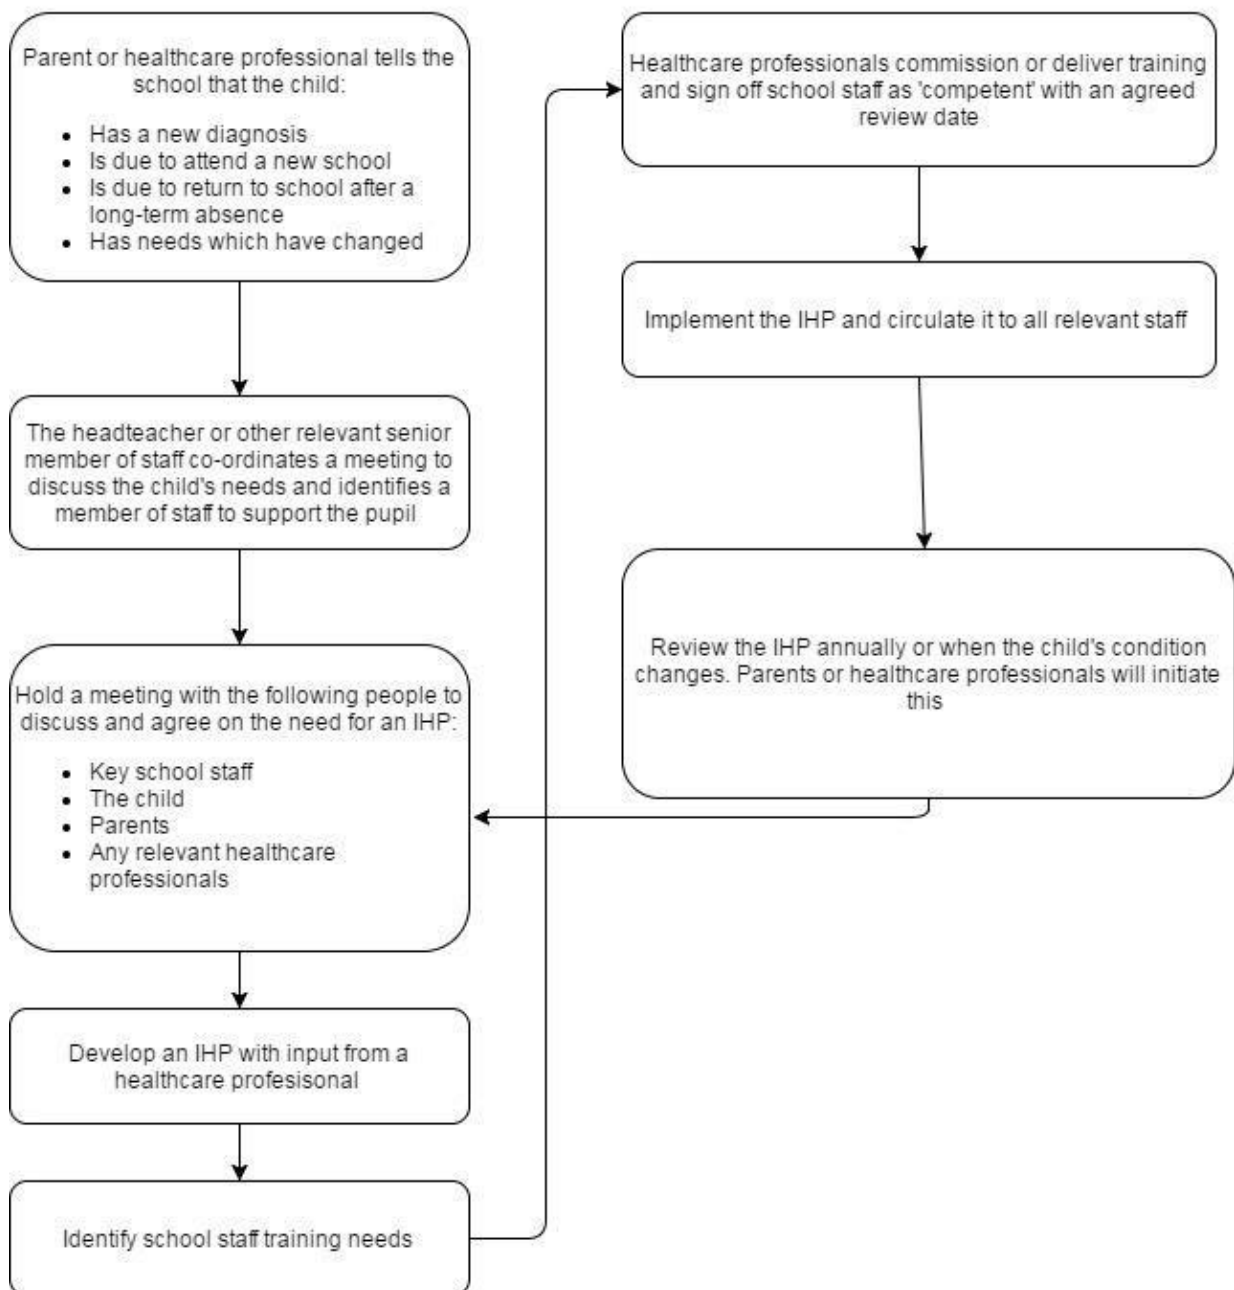 Parent or healthcare professional tells the
school that the child:
• Has a new diagnosis
• Is due to attend a new school
• Is due to return to school after a
long-term absence
• Has needs which have changed
The headteacher or other relevant senior
member of staff co-ordinates a meeting to
discuss the child's needs and identifies a
member of staff to support the pupil
Hold a meeting with the following people to
discuss and agree on the need for an IHP:
• Key school staff
• The child
• Parents
• Any relevant healthcare
professionals
Develop an IHP with input from a
healthcare profesisonal
Identify school staff training needs
Healthcare professionals commission or deliver training
and sign off school staff as 'competent' with an agreed
review date
Implement the IHP and circulate it to all relevant staff
Review the IHP annually or when the child's condition
changes. Parents or healthcare professionals will initiate
this